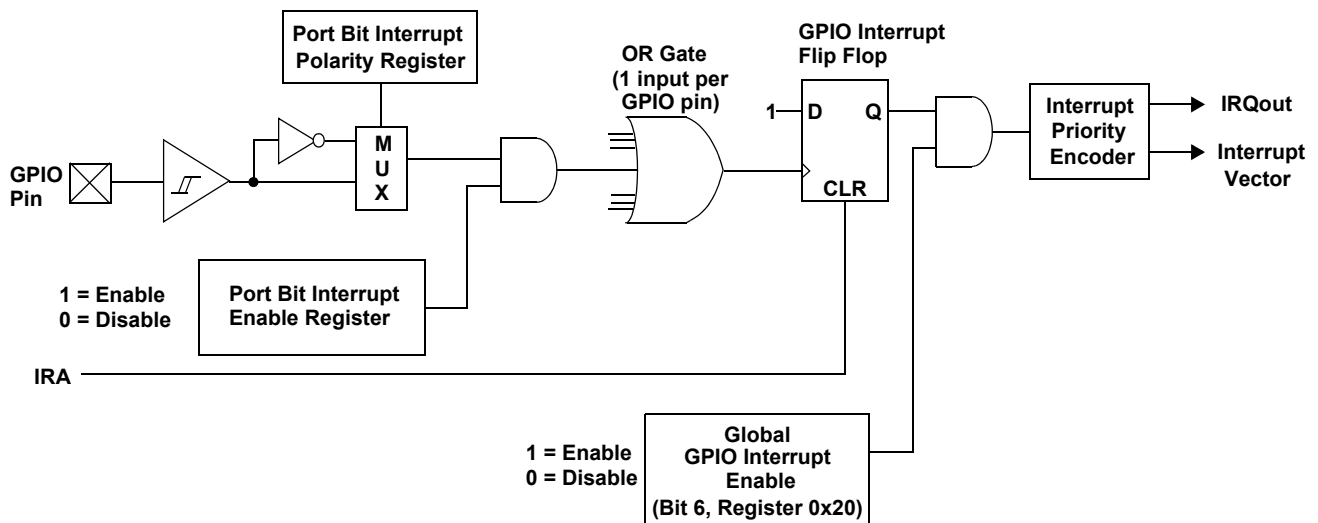 Port Bit Interrupt
Polarity Register
OR Gate
(1 input per
GPIO pin)
GPIO Interrupt
Flip Flop
GPIO
Pin
M
U
X
1
D
Q
CLR
Interrupt
Priority
Encoder
IRQout
Interrupt
Vector
1 = Enable
0 = Disable
Port Bit Interrupt
Enable Register
IRA
1 = Enable
0 = Disable
Global
GPIO Interrupt
Enable
(Bit 6, Register 0x20)